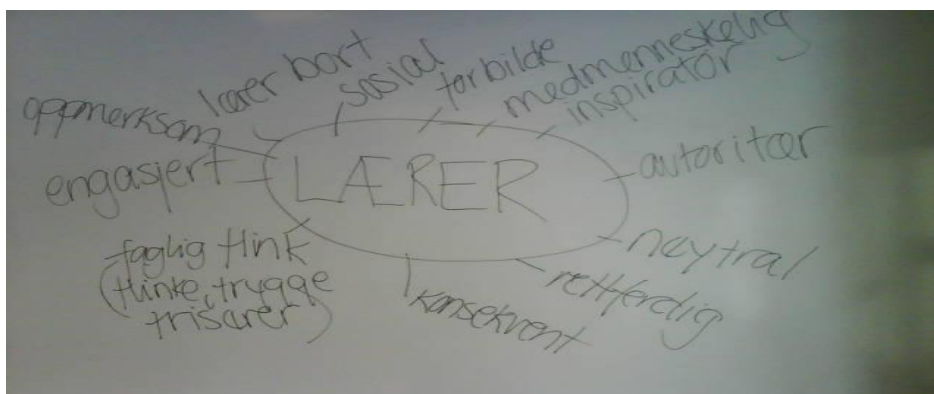 oppmerksom
lærer bort
sosial
forbilde
medmenneskelig
inspirator
autoritær
nøytral
rettferdig
konsekvent
faglig flink
(flinke, trygge
frisører)
engasjert
LÆRER